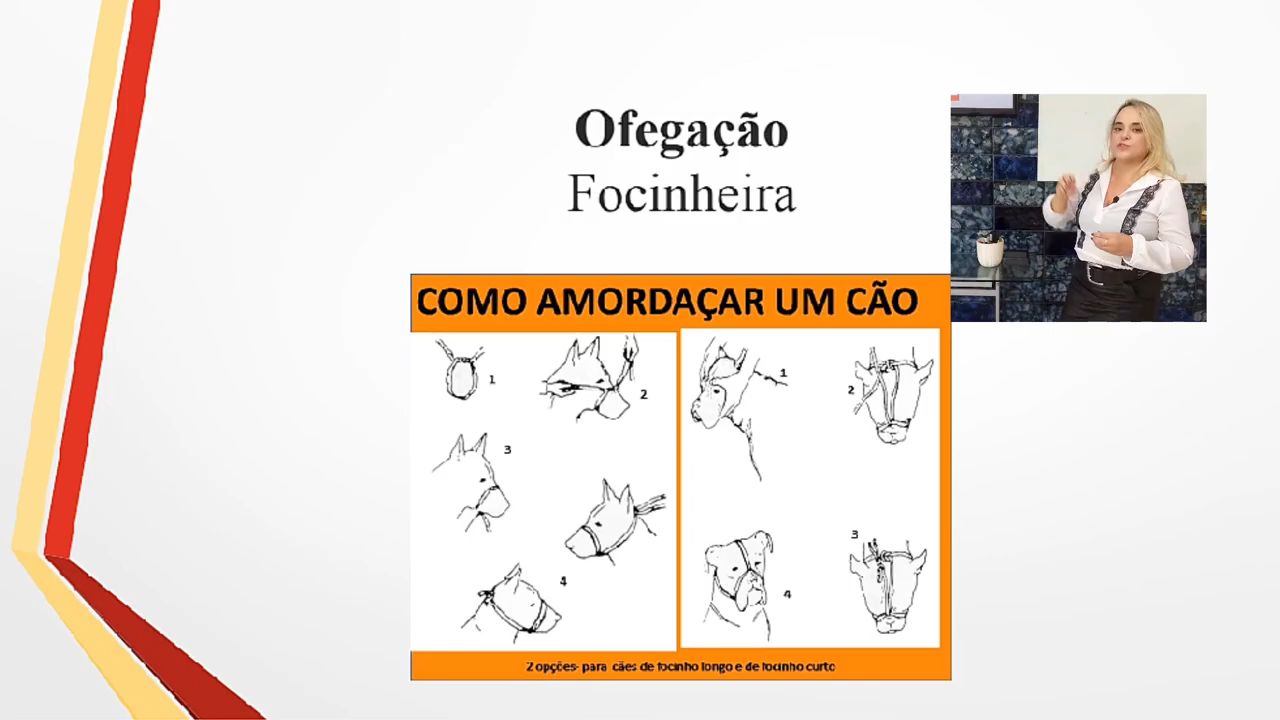 Ofegação
Focinheira
COMO AMORDAÇAR UM CÃO
1
2
3
4
1
2
3
4
2 opções- para cães de focinho longo e de focinho curto